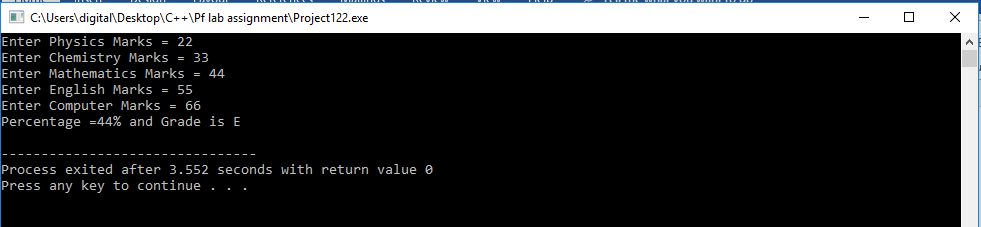 C:\Users\digital\Desktop\C++\Pf lab assignment\Project122.exe
Enter Physics Marks = 22
Enter Chemistry Marks = 33
Enter Mathematics Marks = 44
Enter English Marks = 55
Enter Computer Marks = 66
Percentage =44% and Grade is E
--------------------------------
Process exited after 3.552 seconds with return value 0
Press any key to continue . . .